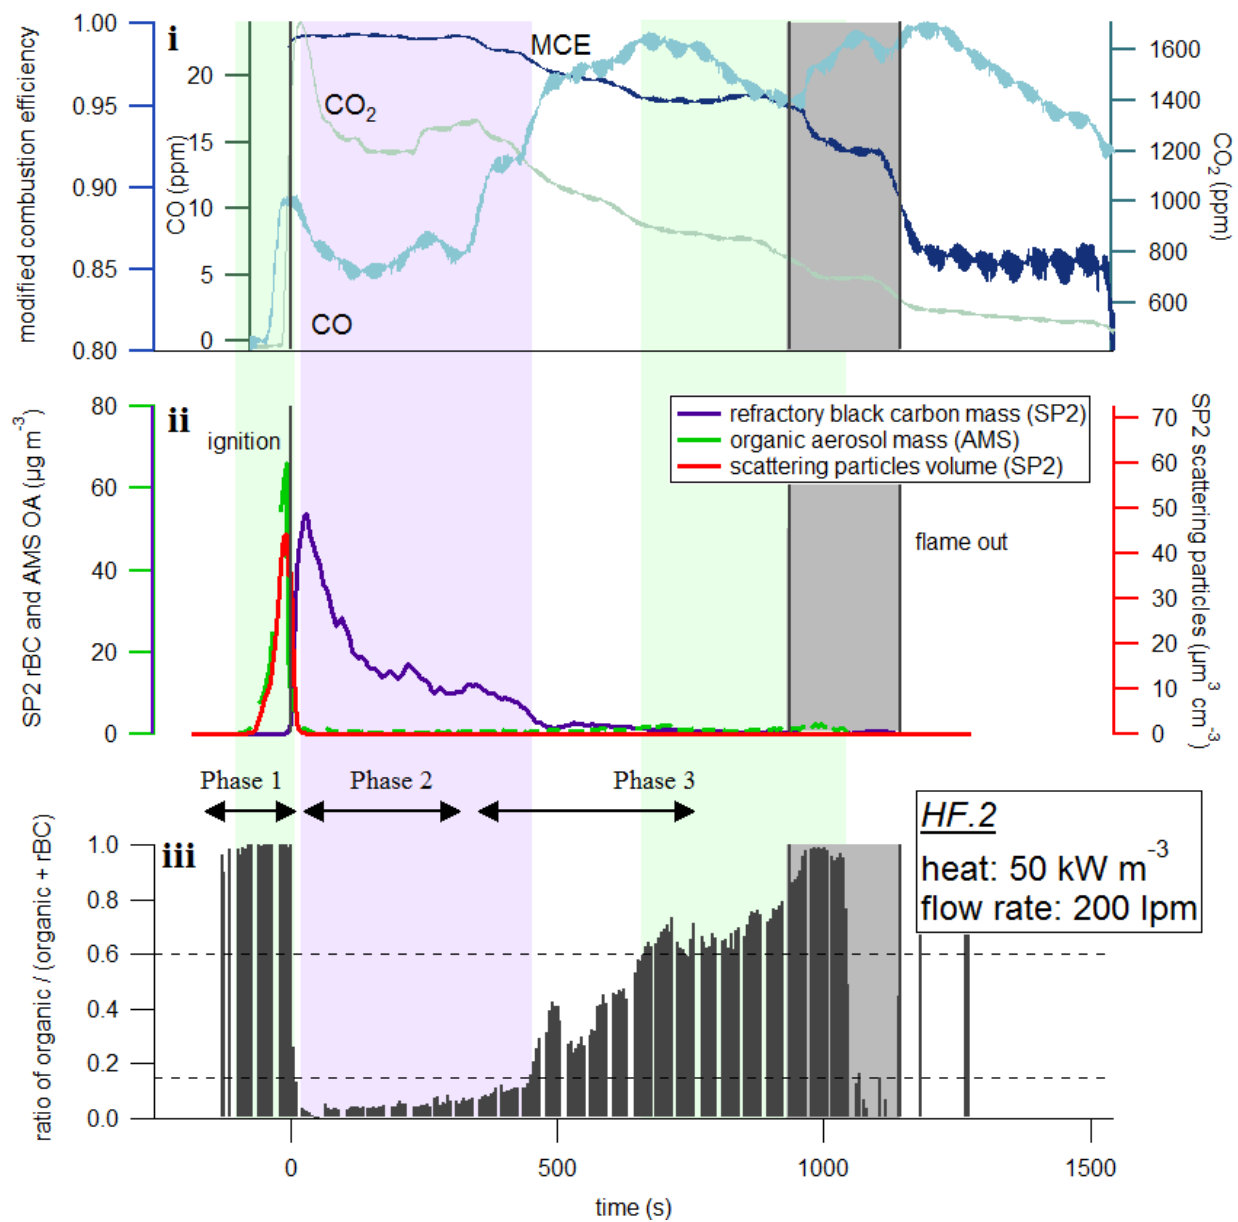 i
modified combustion efficiency
1.00
0.95
0.90
0.85
0.80
CO (ppm)
20
15
10
5
0
MCE
CO2
CO
CO2 (ppm)
1600
1400
1200
1000
800
600
ii
SP2 rBC and AMS OA (µg m-3)
80
60
40
20
0
ignition
refractory black carbon mass (SP2)
organic aerosol mass (AMS)
scattering particles volume (SP2)
flame out
SP2 scattering particles (µm3 cm-3)
70
60
50
40
30
20
10
0
Phase 1
Phase 2
Phase 3
iii
ratio of organic / (organic + rBC)
1.0
0.8
0.6
0.4
0.2
0.0
HF.2
heat: 50 kW m-3
flow rate: 200 lpm
0
500
1000
1500
time (s)